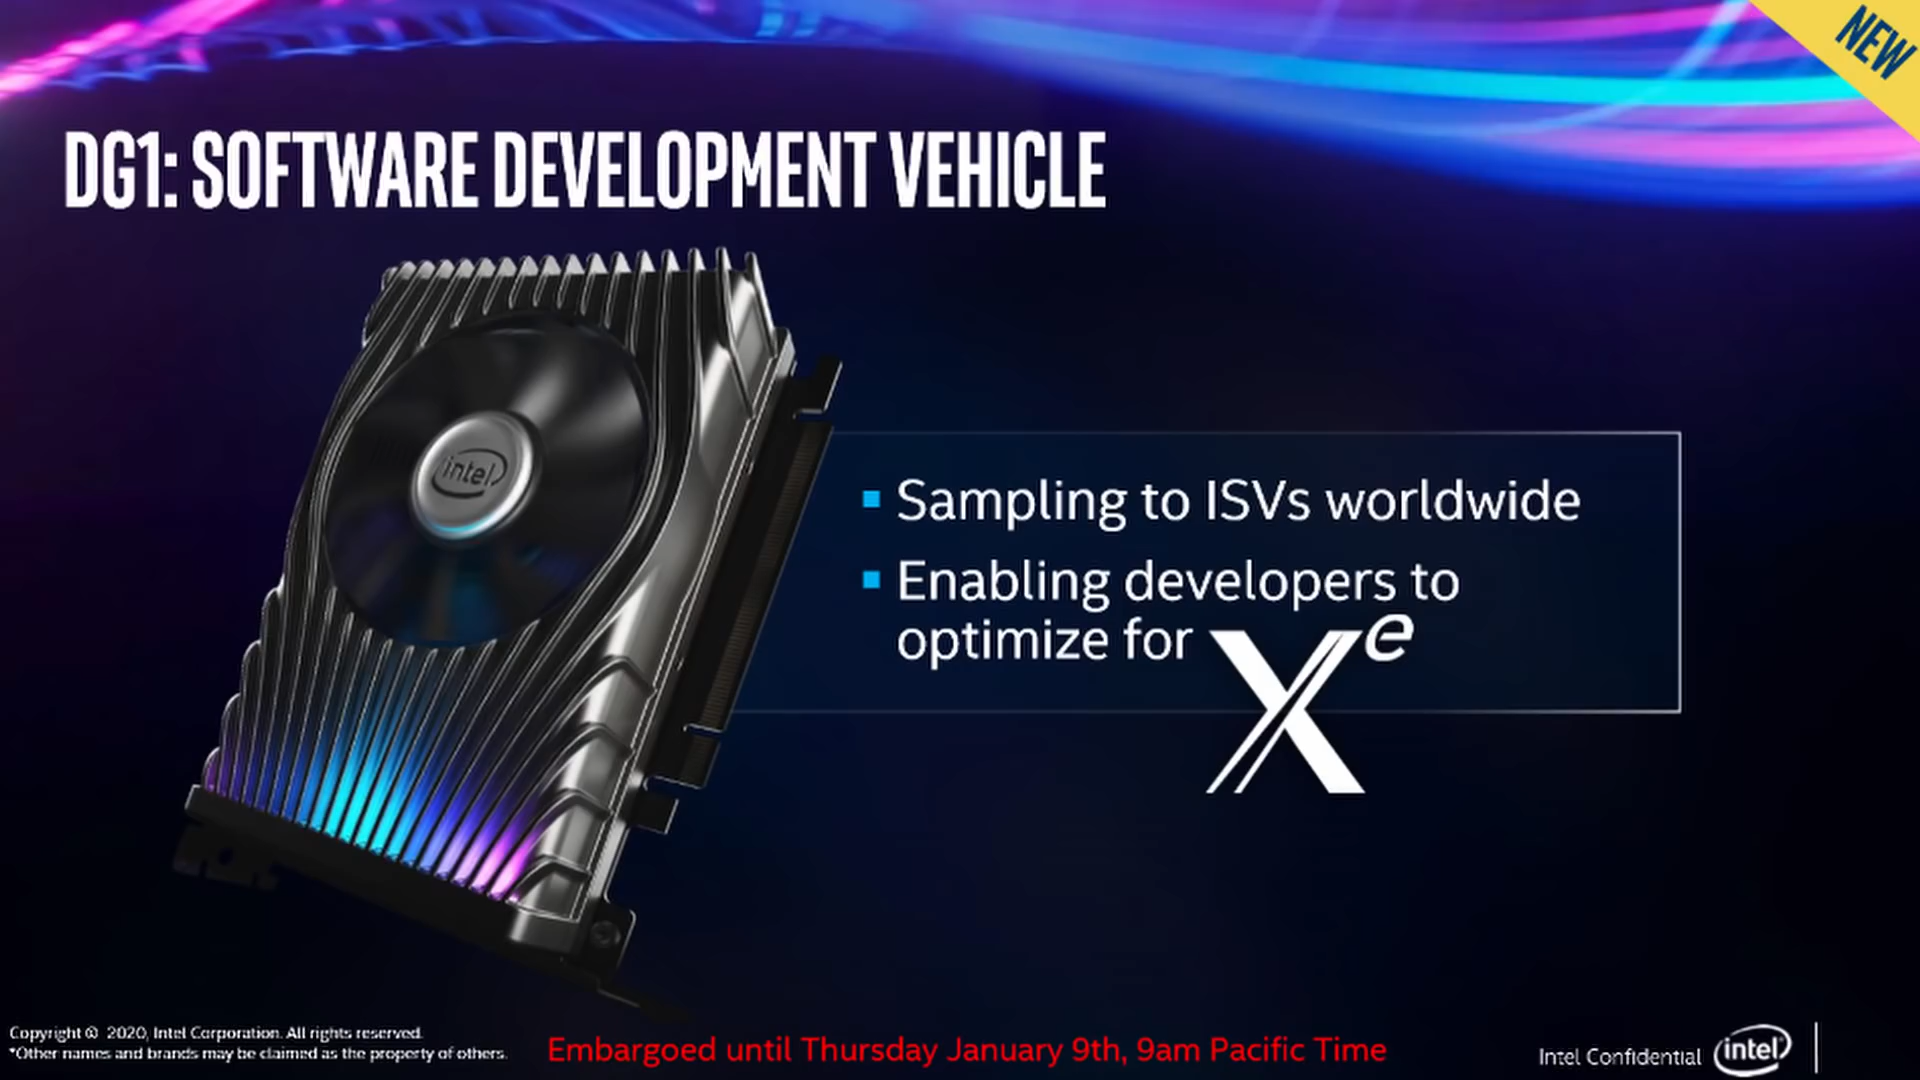 NEW
DG1: SOFTWARE DEVELOPMENT VEHICLE
intel
Sampling to ISVs worldwide
Enabling developers to
optimize for Xe
Copyright © 2020, Intel Corporation. All rights reserved.
*Other names and brands may be claimed as the property of others.
Embargoed until Thursday January 9th, 9am Pacific Time
Intel Confidential
intel